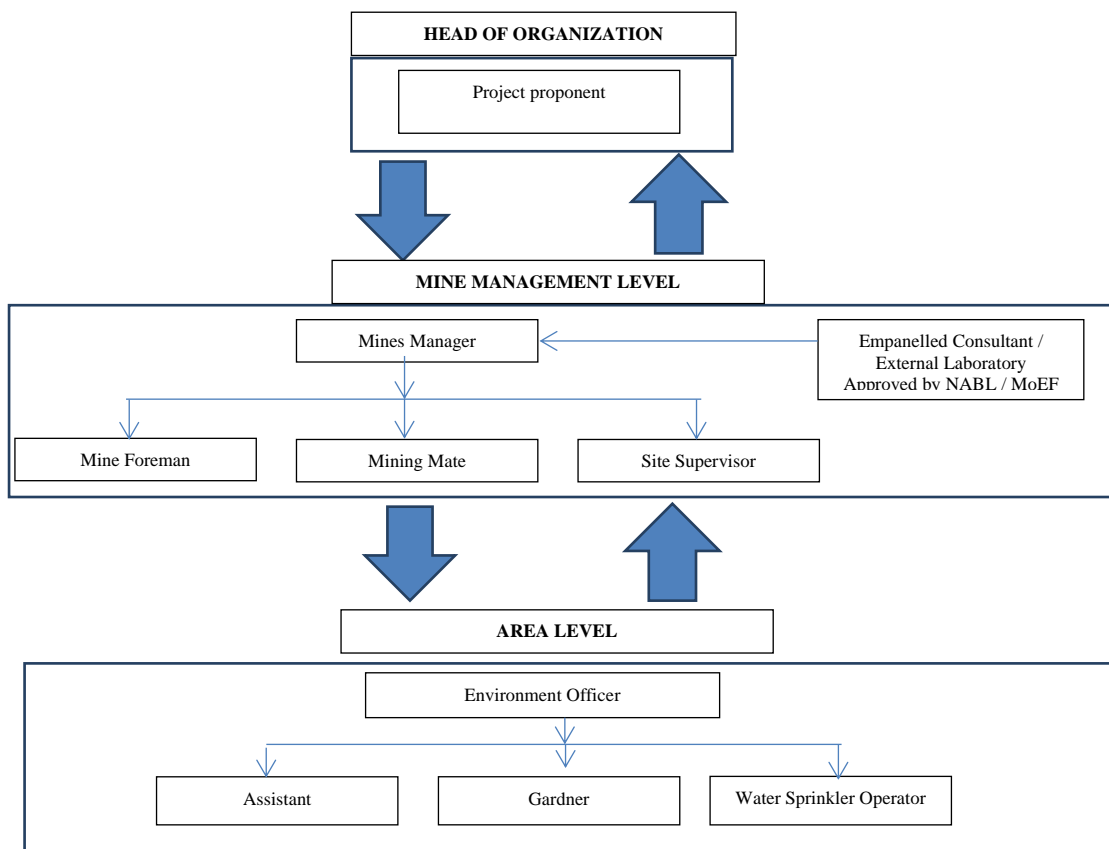 HEAD OF ORGANIZATION
Project proponent
MINE MANAGEMENT LEVEL
Mines Manager
Empanelled Consultant /
External Laboratory
Approved by NABL / MoEF
Mine Foreman
Mining Mate
Site Supervisor
AREA LEVEL
Environment Officer
Assistant
Gardner
Water Sprinkler Operator